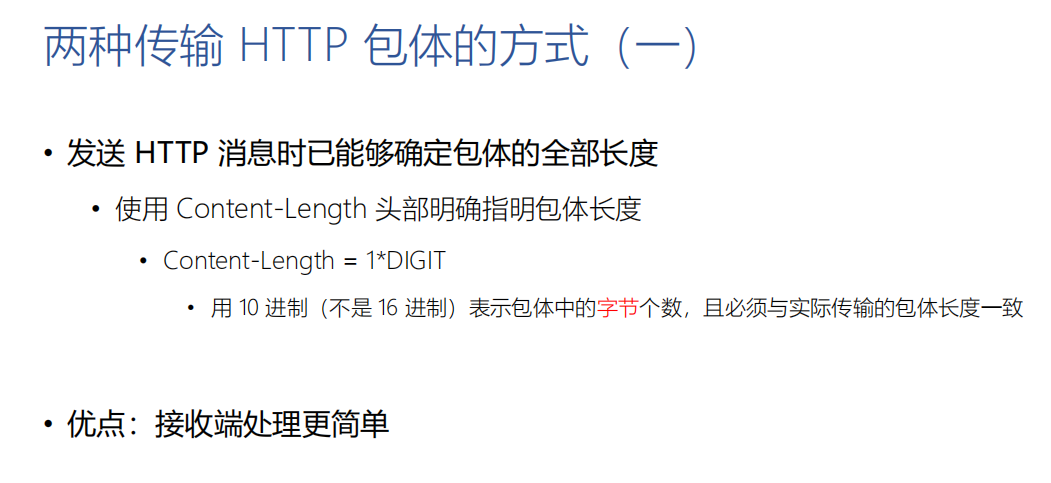 两种传输 HTTP 包体的方式（一）
• 发送 HTTP 消息时已能够确定包体的全部长度
• 使用 Content-Length 头部明确指明包体长度
• Content-Length = 1*DIGIT
• 用 10 进制（不是 16 进制）表示包体中的字节个数，且必须与实际传输的包体长度一致
• 优点：接收端处理更简单